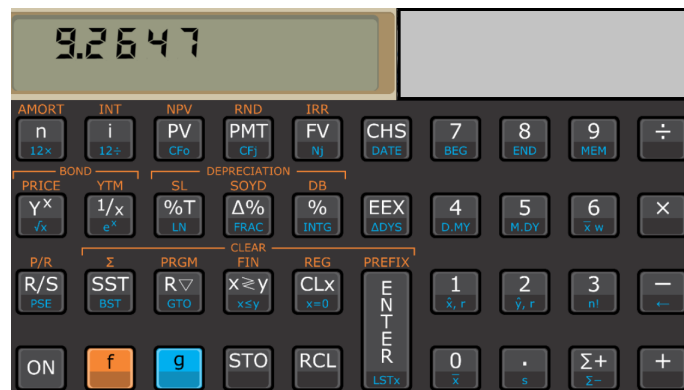 9.2647
AMORT INT NPV RND IRR
n i PV PMT FV CHS 7 8 9 ÷
12× 12÷ CFo CFj Nj DATE BEG END MEM
BOND DEPRECIATION
PRICE YTM SL SOYD DB
Yˣ 1/x %T Δ% % EEX 4 5 6 ×
√x eˣ LN FRAC INTG ΔDYS D.MY M.DY x̅ w
CLEAR
P/R Σ PRGM FIN REG PREFIX
R/S SST R▽ x≷y CLx ENTER 1 2 3 −
PSE BST GTO x≤y x=0 x̂, r ŷ, r n! ←
ON f g STO RCL 0 . Σ+ +
LSTx x̅ s Σ−